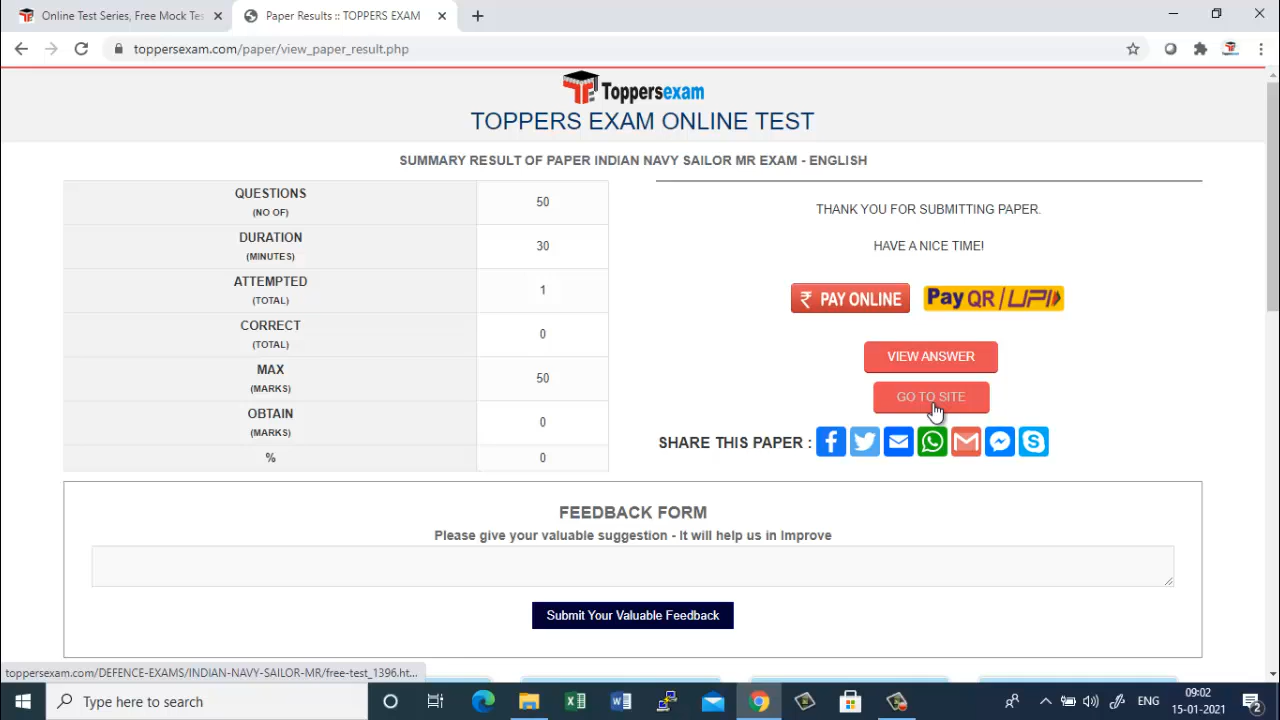 Online Test Series, Free Mock Tes
Paper Results :: TOPPERS EXAM
toppersexam.com/paper/view_paper_result.php
Toppersexam
TOPPERS EXAM ONLINE TEST
SUMMARY RESULT OF PAPER INDIAN NAVY SAILOR MR EXAM - ENGLISH
QUESTIONS
(NO OF)
50
DURATION
(MINUTES)
30
ATTEMPTED
(TOTAL)
1
CORRECT
(TOTAL)
0
MAX
(MARKS)
50
OBTAIN
(MARKS)
0
%
0
THANK YOU FOR SUBMITTING PAPER.
HAVE A NICE TIME!
₹ PAY ONLINE
Pay QR / UPI
VIEW ANSWER
GO TO SITE
SHARE THIS PAPER :
FEEDBACK FORM
Please give your valuable suggestion - It will help us in Improve
Submit Your Valuable Feedback
toppersexam.com/DEFENCE-EXAMS/INDIAN-NAVY-SAILOR-MR/free-test_1396.ht...
Type here to search
ENG
09:02
15-01-2021
2